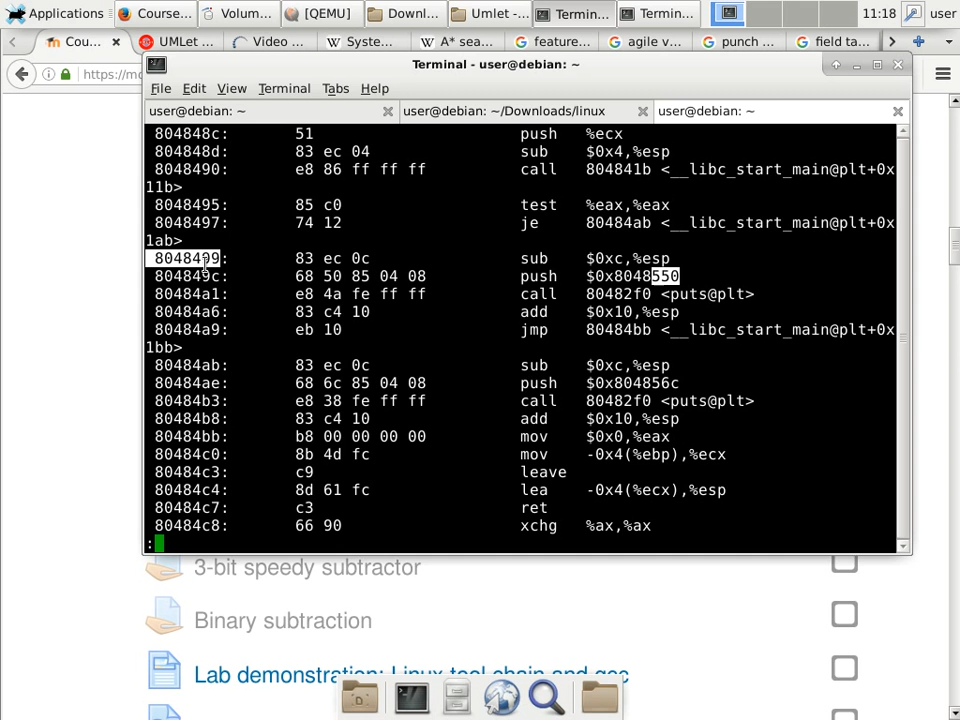 Applications
Course...
Volum...
[QEMU]
Downl...
Umlet -...
Termin...
Termin...
11:18
user
Cou...
UMLet ...
Video ...
W Syste...
W A* sea...
feature...
agile v...
punch ...
field ta...
https://mo
Terminal - user@debian: ~
File Edit View Terminal Tabs Help
user@debian: ~
user@debian: ~/Downloads/linux
user@debian: ~
804848c: 51 push %ecx
804848d: 83 ec 04 sub $0x4,%esp
8048490: e8 86 ff ff ff call 804841b <__libc_start_main@plt+0x
11b>
8048495: 85 c0 test %eax,%eax
8048497: 74 12 je 80484ab <__libc_start_main@plt+0x
1ab>
8048499: 83 ec 0c sub $0xc,%esp
804849c: 68 50 85 04 08 push $0x8048550
80484a1: e8 4a fe ff ff call 80482f0 <puts@plt>
80484a6: 83 c4 10 add $0x10,%esp
80484a9: eb 10 jmp 80484bb <__libc_start_main@plt+0x
1bb>
80484ab: 83 ec 0c sub $0xc,%esp
80484ae: 68 6c 85 04 08 push $0x804856c
80484b3: e8 38 fe ff ff call 80482f0 <puts@plt>
80484b8: 83 c4 10 add $0x10,%esp
80484bb: b8 00 00 00 00 mov $0x0,%eax
80484c0: 8b 4d fc mov -0x4(%ebp),%ecx
80484c3: c9 leave
80484c4: 8d 61 fc lea -0x4(%ecx),%esp
80484c7: c3 ret
80484c8: 66 90 xchg %ax,%ax
:
3-bit speedy subtractor
Binary subtraction
Lab demonstration: Linux tool chain and gcc